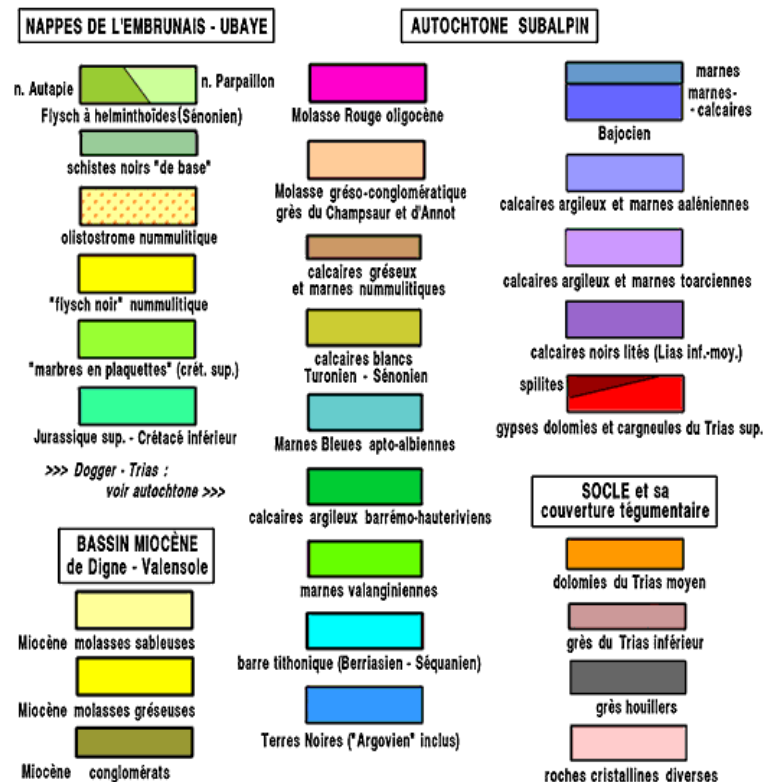 NAPPES DE L'EMBRUNAIS - UBAYE
n. Autapie
n. Parpaillon
Flysch à helminthoïdes (Sénonien)
schistes noirs "de base"
olistostrome nummulitique
"flysch noir" nummulitique
"marbres en plaquettes" (crét. sup.)
Jurassique sup. - Crétacé inférieur
>>> Dogger - Trias :
voir autochtone >>>
BASSIN MIOCÈNE
de Digne - Valensole
Miocène molasses sableuses
Miocène molasses gréseuses
Miocène conglomérats
AUTOCHTONE SUBALPIN
Molasse Rouge oligocène
Molasse gréso-conglomératique
grès du Champsaur et d'Annot
calcaires gréseux
et marnes nummulitiques
calcaires blancs
Turonien - Sénonien
Marnes Bleues apto-albiennes
calcaires argileux barrémo-hauteriviens
marnes valanginiennes
barre tithonique (Berriasien - Séquanien)
Terres Noires ("Argovien" inclus)
marnes
marnes-
-calcaires
Bajocien
calcaires argileux et marnes aaléniennes
calcaires argileux et marnes toarciennes
calcaires noirs lités (Lias inf.-moy.)
spilites
gypses dolomies et cargneules du Trias sup.
SOCLE et sa
couverture tégumentaire
dolomies du Trias moyen
grès du Trias inférieur
grès houillers
roches cristallines diverses